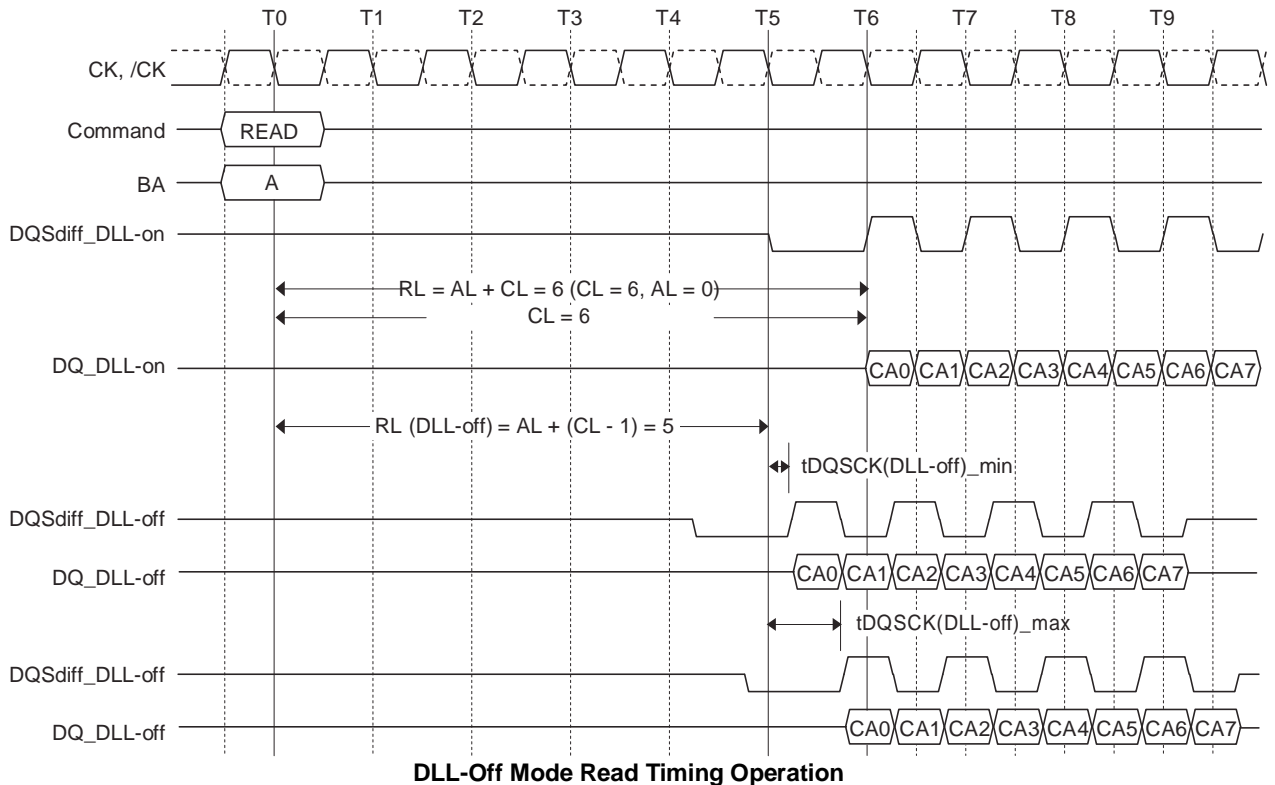 T0 T1 T2 T3 T4 T5 T6 T7 T8 T9
CK, /CK
Command READ
BA A
DQSdiff_DLL-on
RL = AL + CL = 6 (CL = 6, AL = 0)
CL = 6
DQ_DLL-on CA0 CA1 CA2 CA3 CA4 CA5 CA6 CA7
RL (DLL-off) = AL + (CL - 1) = 5
tDQSCK(DLL-off)_min
DQSdiff_DLL-off
DQ_DLL-off CA0 CA1 CA2 CA3 CA4 CA5 CA6 CA7
tDQSCK(DLL-off)_max
DQSdiff_DLL-off
DQ_DLL-off CA0 CA1 CA2 CA3 CA4 CA5 CA6 CA7
DLL-Off Mode Read Timing Operation